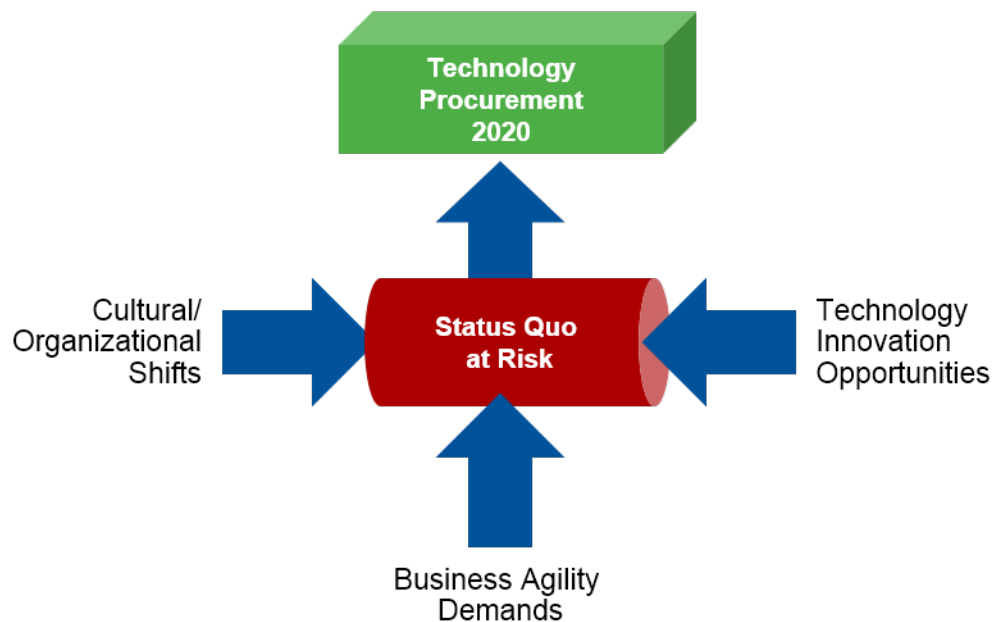 Technology
Procurement
2020
Cultural/
Organizational
Shifts
Status Quo
at Risk
Technology
Innovation
Opportunities
Business Agility
Demands